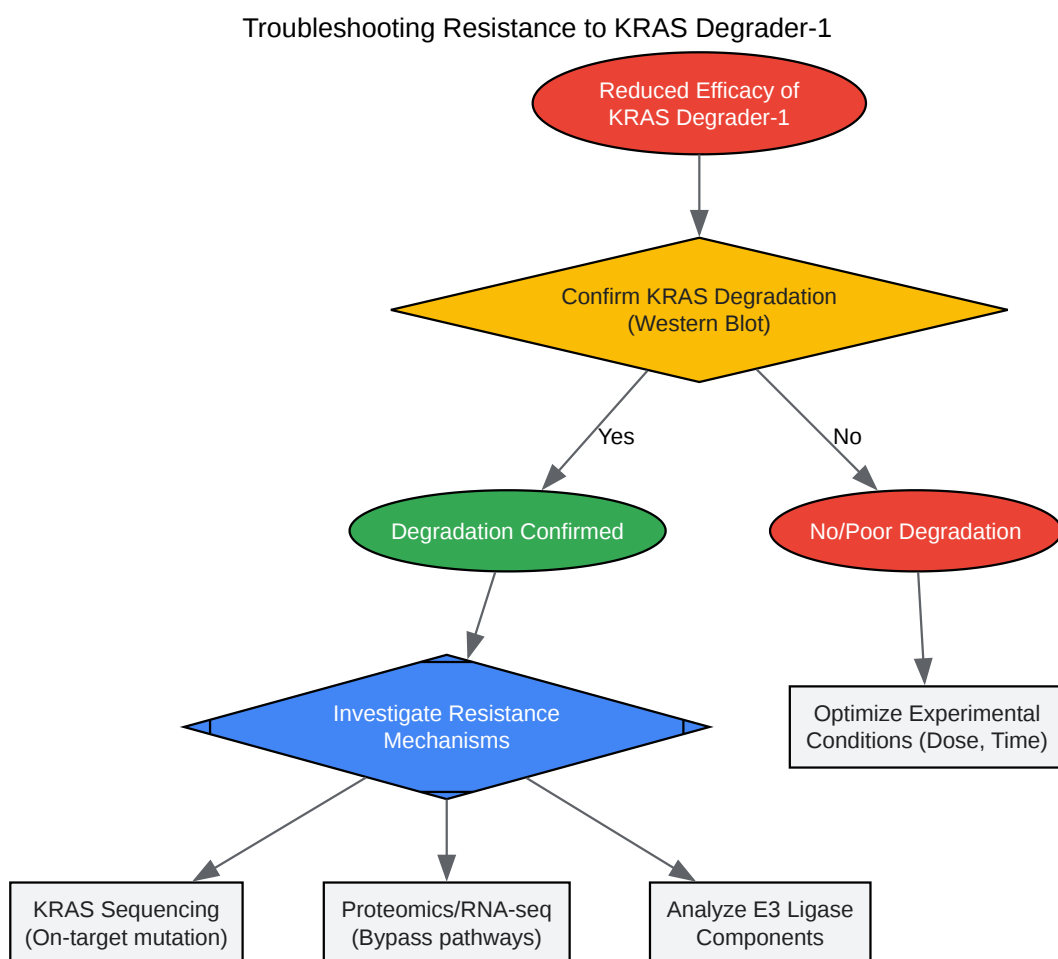 Troubleshooting Resistance to KRAS Degrader-1
Reduced Efficacy of
KRAS Degrader-1
Confirm KRAS Degradation
(Western Blot)
Yes
No
Degradation Confirmed
No/Poor Degradation
Investigate Resistance
Mechanisms
Optimize Experimental
Conditions (Dose, Time)
KRAS Sequencing
(On-target mutation)
Proteomics/RNA-seq
(Bypass pathways)
Analyze E3 Ligase
Components